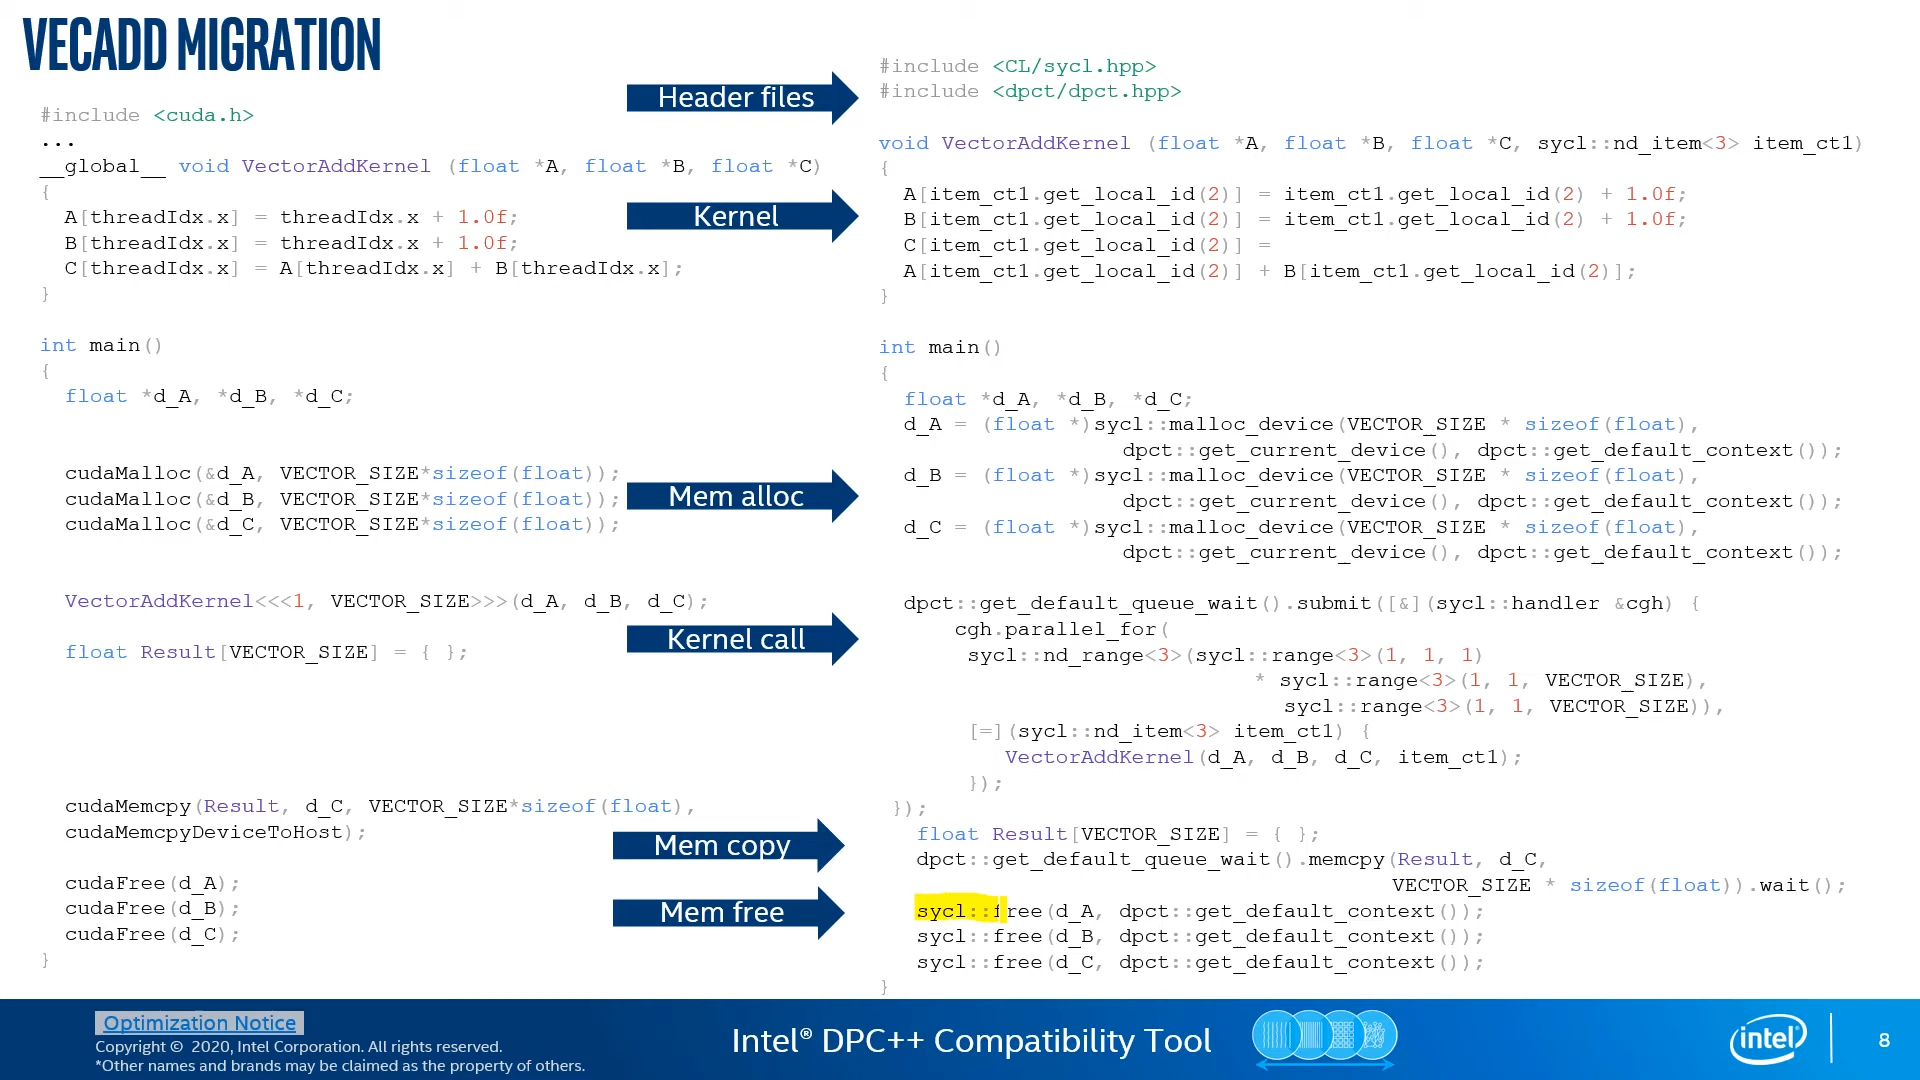 VECADD MIGRATION
#include <cuda.h>
...
__global__ void VectorAddKernel (float *A, float *B, float *C)
{
  A[threadIdx.x] = threadIdx.x + 1.0f;
  B[threadIdx.x] = threadIdx.x + 1.0f;
  C[threadIdx.x] = A[threadIdx.x] + B[threadIdx.x];
}
int main()
{
  float *d_A, *d_B, *d_C;
  cudaMalloc(&d_A, VECTOR_SIZE*sizeof(float));
  cudaMalloc(&d_B, VECTOR_SIZE*sizeof(float));
  cudaMalloc(&d_C, VECTOR_SIZE*sizeof(float));
  VectorAddKernel<<<1, VECTOR_SIZE>>>(d_A, d_B, d_C);
  float Result[VECTOR_SIZE] = { };
  cudaMemcpy(Result, d_C, VECTOR_SIZE*sizeof(float),
  cudaMemcpyDeviceToHost);
  cudaFree(d_A);
  cudaFree(d_B);
  cudaFree(d_C);
}
Header files
Kernel
Mem alloc
Kernel call
Mem copy
Mem free
#include <CL/sycl.hpp>
#include <dpct/dpct.hpp>
void VectorAddKernel (float *A, float *B, float *C, sycl::nd_item<3> item_ct1)
{
  A[item_ct1.get_local_id(2)] = item_ct1.get_local_id(2) + 1.0f;
  B[item_ct1.get_local_id(2)] = item_ct1.get_local_id(2) + 1.0f;
  C[item_ct1.get_local_id(2)] =
  A[item_ct1.get_local_id(2)] + B[item_ct1.get_local_id(2)];
}
int main()
{
  float *d_A, *d_B, *d_C;
  d_A = (float *)sycl::malloc_device(VECTOR_SIZE * sizeof(float),
                    dpct::get_current_device(), dpct::get_default_context());
  d_B = (float *)sycl::malloc_device(VECTOR_SIZE * sizeof(float),
                    dpct::get_current_device(), dpct::get_default_context());
  d_C = (float *)sycl::malloc_device(VECTOR_SIZE * sizeof(float),
                    dpct::get_current_device(), dpct::get_default_context());
  dpct::get_default_queue_wait().submit([&](sycl::handler &cgh) {
      cgh.parallel_for(
       sycl::nd_range<3>(sycl::range<3>(1, 1, 1)
                              * sycl::range<3>(1, 1, VECTOR_SIZE),
                                sycl::range<3>(1, 1, VECTOR_SIZE)),
       [=](sycl::nd_item<3> item_ct1) {
          VectorAddKernel(d_A, d_B, d_C, item_ct1);
       });
 });
   float Result[VECTOR_SIZE] = { };
   dpct::get_default_queue_wait().memcpy(Result, d_C,
                                         VECTOR_SIZE * sizeof(float)).wait();
   sycl::free(d_A, dpct::get_default_context());
   sycl::free(d_B, dpct::get_default_context());
   sycl::free(d_C, dpct::get_default_context());
}
Optimization Notice
Copyright © 2020, Intel Corporation. All rights reserved.
*Other names and brands may be claimed as the property of others.
Intel® DPC++ Compatibility Tool
intel
8